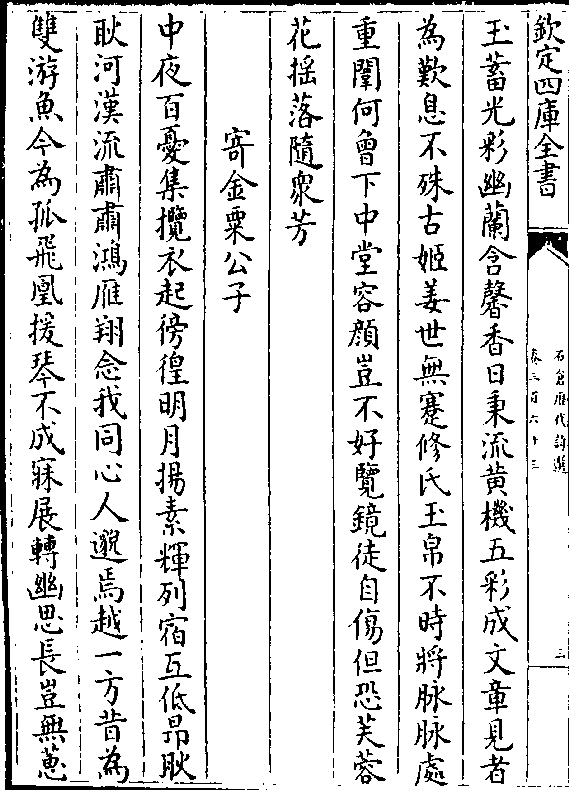 欽定四庫全書
石倉歷代詩選
卷三百六十三
三
玉蓄光彩幽蘭含馨香日秉流黄機五彩成文章見者
為歎息不殊古姬姜世無蹇修氏玉帛不時將脉脉處
重闈何曾下中堂容顔豈不好覽鏡徒自傷但恐芙蓉
花揺落隨衆芳
寄金粟公子
中夜百憂集攬衣起徬徨明月揚素輝列宿互低昻耿
耿河漢流肅肅鴻雁翔念我同心人邈焉越一方昔為
雙游魚今為孤飛凰援琴不成寐展轉幽思長豈無蔥